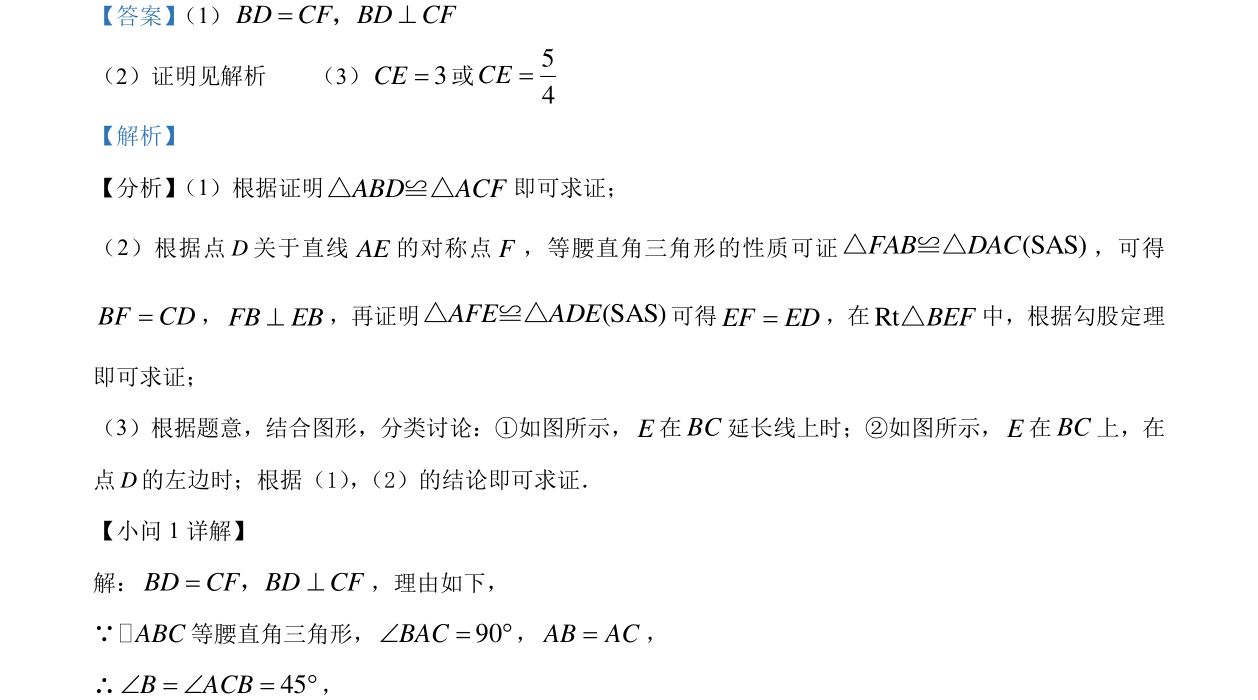 【答案】（1）BD = CF，BD ⊥ CF
（2）证明见解析 （3）CE = 3 或 CE = 5/4
【解析】
【分析】（1）根据证明 △ABD≌△ACF 即可求证；
（2）根据点 D 关于直线 AE 的对称点 F ，等腰直角三角形的性质可证 △FAB≌△DAC(SAS) ，可得
BF = CD ，FB ⊥ EB ，再证明 △AFE≌△ADE(SAS) 可得 EF = ED ，在 Rt△BEF 中，根据勾股定理
即可求证；
（3）根据题意，结合图形，分类讨论：①如图所示， E 在 BC 延长线上时；②如图所示， E 在 BC 上，在
点 D 的左边时；根据（1），（2）的结论即可求证．
【小问 1 详解】
解： BD = CF，BD ⊥ CF ，理由如下，
∵ □ABC 等腰直角三角形， ∠BAC = 90° ， AB = AC ，
∴ ∠B = ∠ACB = 45° ，